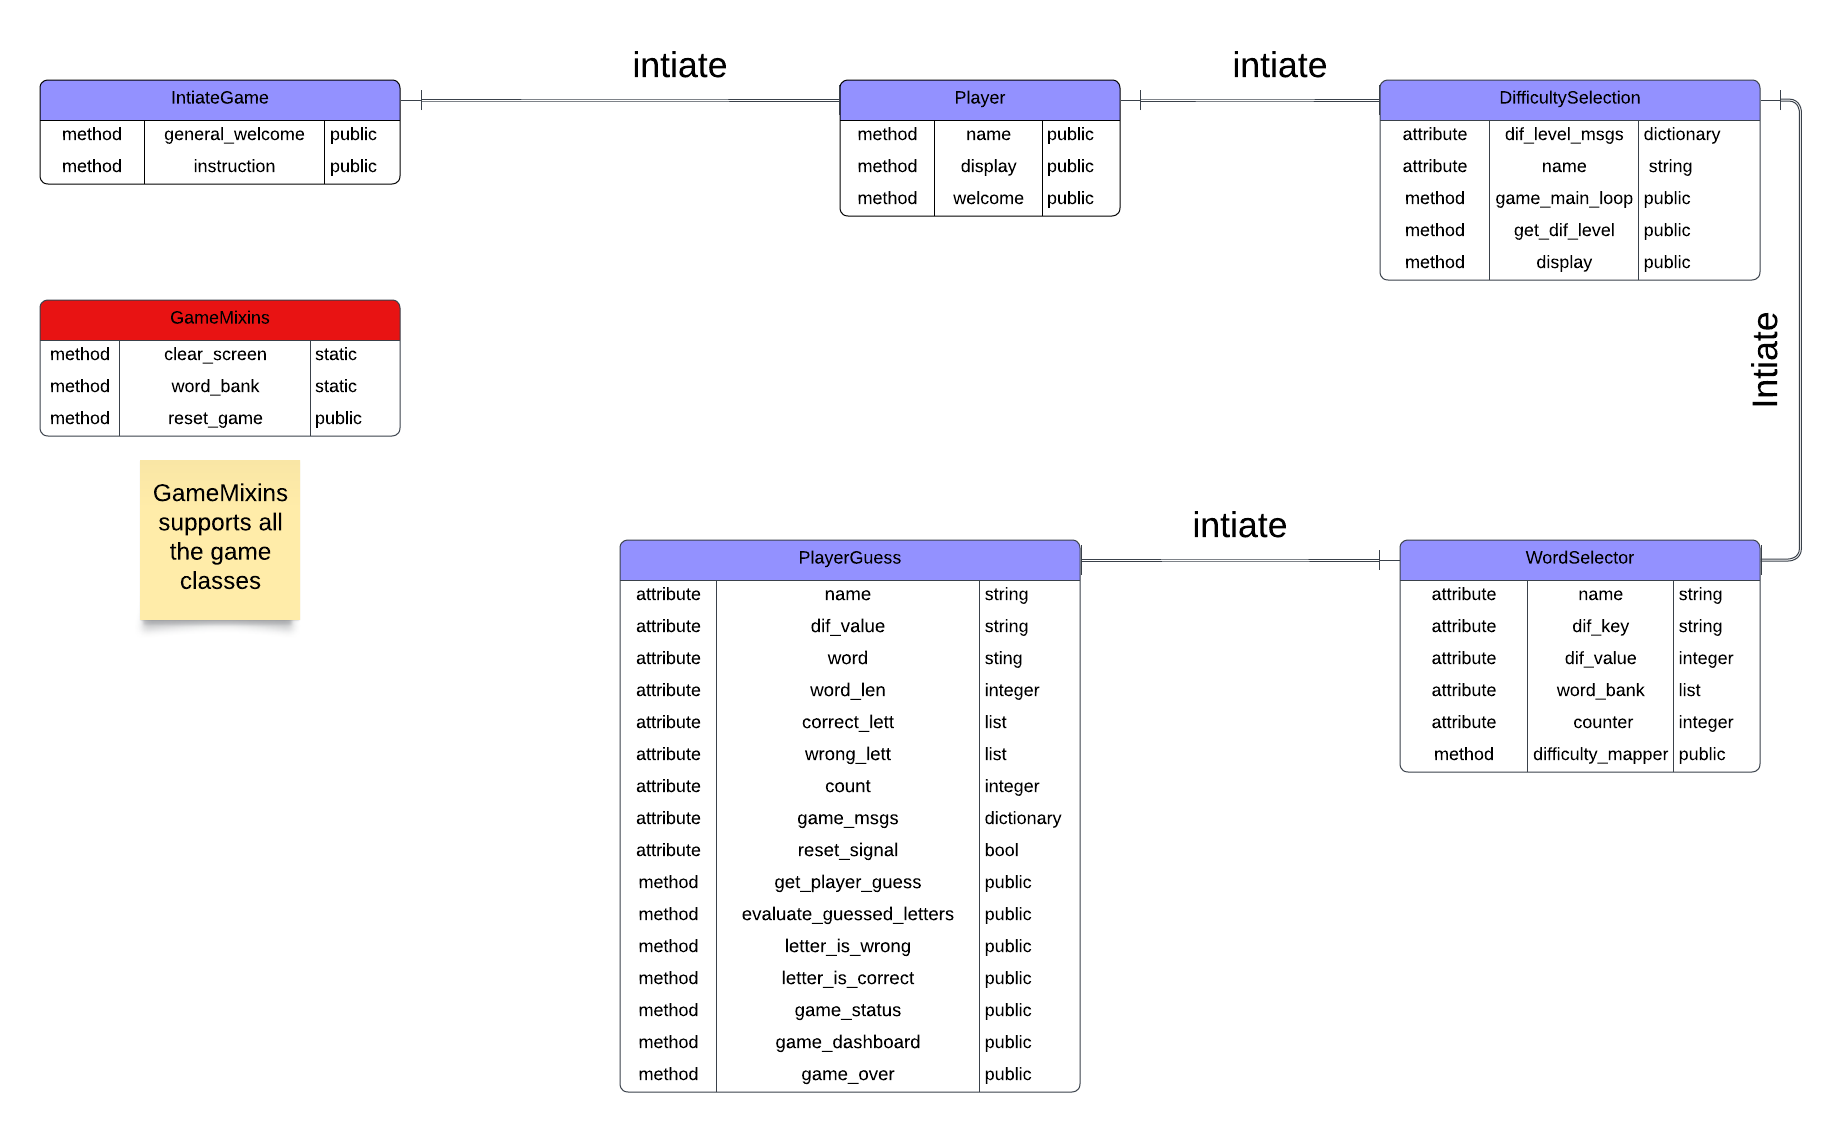 intiate
intiate
IntiateGame
method general_welcome public
method instruction public
Player
method name public
method display public
method welcome public
DifficultySelection
attribute dif_level_msgs dictionary
attribute name string
method game_main_loop public
method get_dif_level public
method display public
GameMixins
method clear_screen static
method word_bank static
method reset_game public
Intiate
GameMixins
supports all
the game
classes
intiate
PlayerGuess
attribute name string
attribute dif_value string
attribute word sting
attribute word_len integer
attribute correct_lett list
attribute wrong_lett list
attribute count integer
attribute game_msgs dictionary
attribute reset_signal bool
method get_player_guess public
method evaluate_guessed_letters public
method letter_is_wrong public
method letter_is_correct public
method game_status public
method game_dashboard public
method game_over public
WordSelector
attribute name string
attribute dif_key string
attribute dif_value integer
attribute word_bank list
attribute counter integer
method difficulty_mapper public